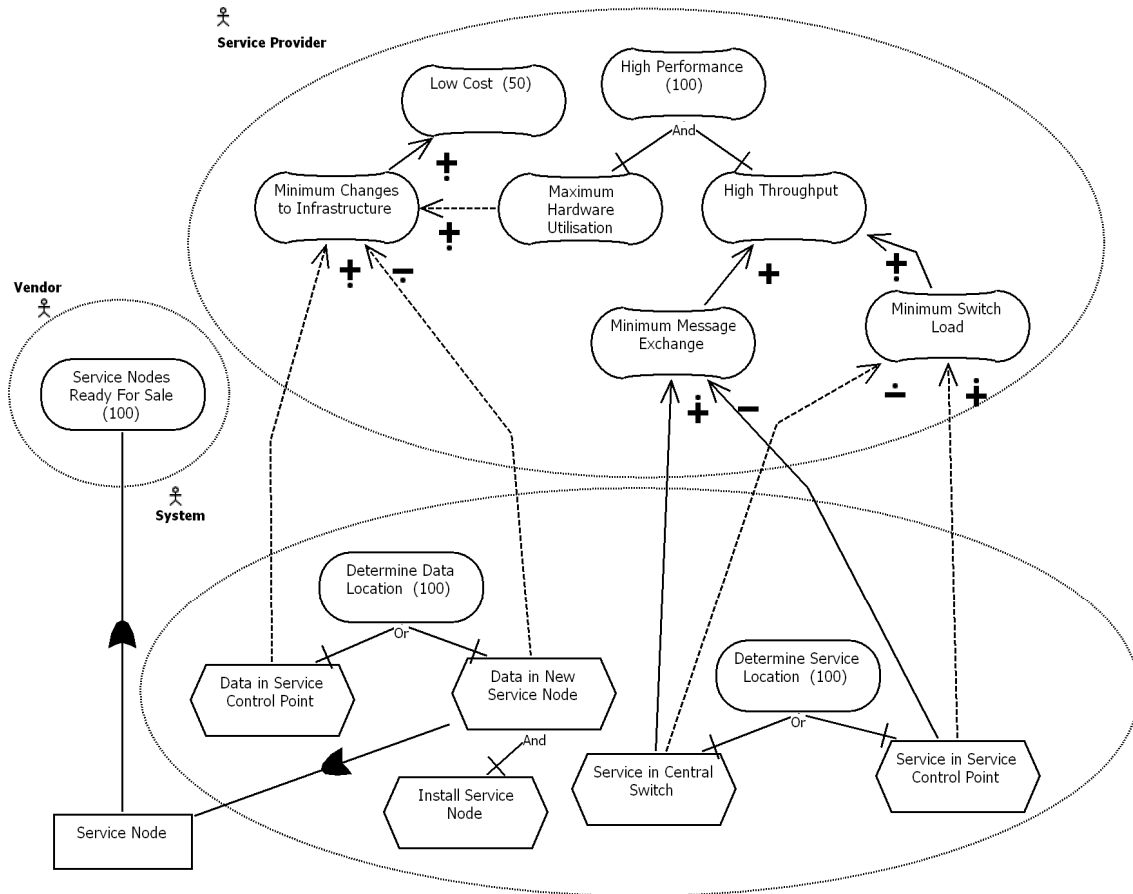 Service Provider
Low Cost (50)
High Performance
(100)
And
Minimum Changes
to Infrastructure
Maximum
Hardware
Utilisation
High Throughput
Vendor
Minimum Message
Exchange
Minimum Switch
Load
Service Nodes
Ready For Sale
(100)
System
Determine Data
Location (100)
Or
Data in Service
Control Point
Data in New
Service Node
Determine Service
Location (100)
Or
And
Service in Central
Switch
Service in Service
Control Point
Install Service
Node
Service Node